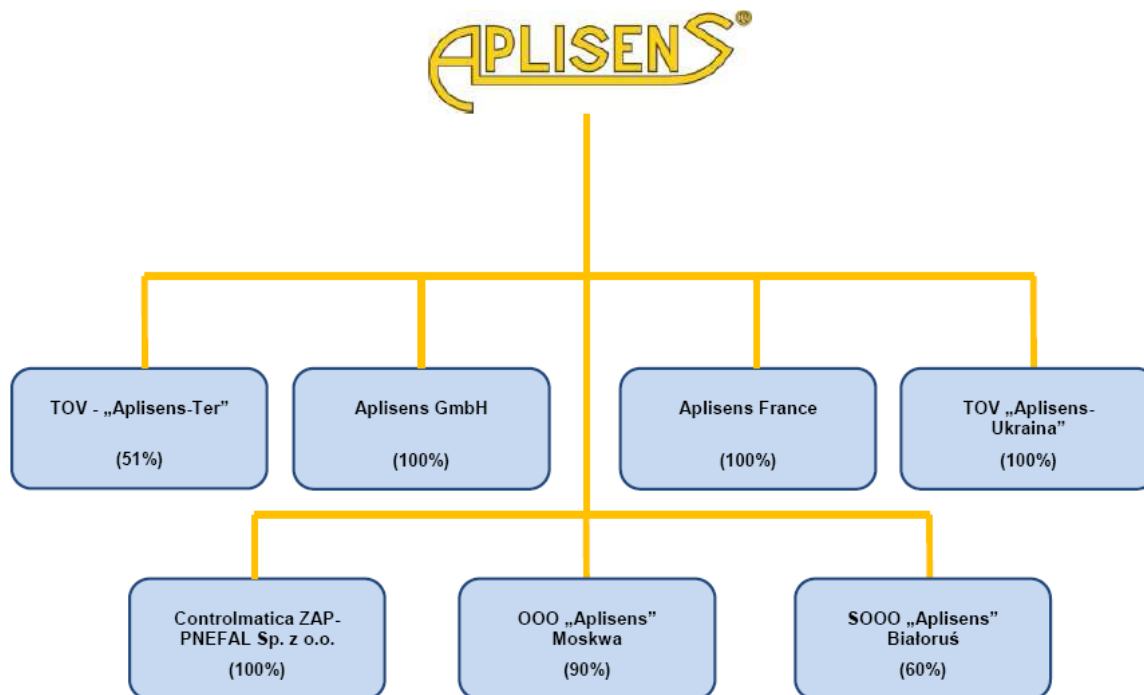 APLISENS®
TOV - „Aplisens-Ter”
(51%)
Aplisens GmbH
(100%)
Aplisens France
(100%)
TOV „Aplisens-
Ukraina”
(100%)
Controlmatica ZAP-
PNEFAL Sp. z o.o.
(100%)
OOO „Aplisens”
Moskwa
(90%)
SOOO „Aplisens”
Białoruś
(60%)